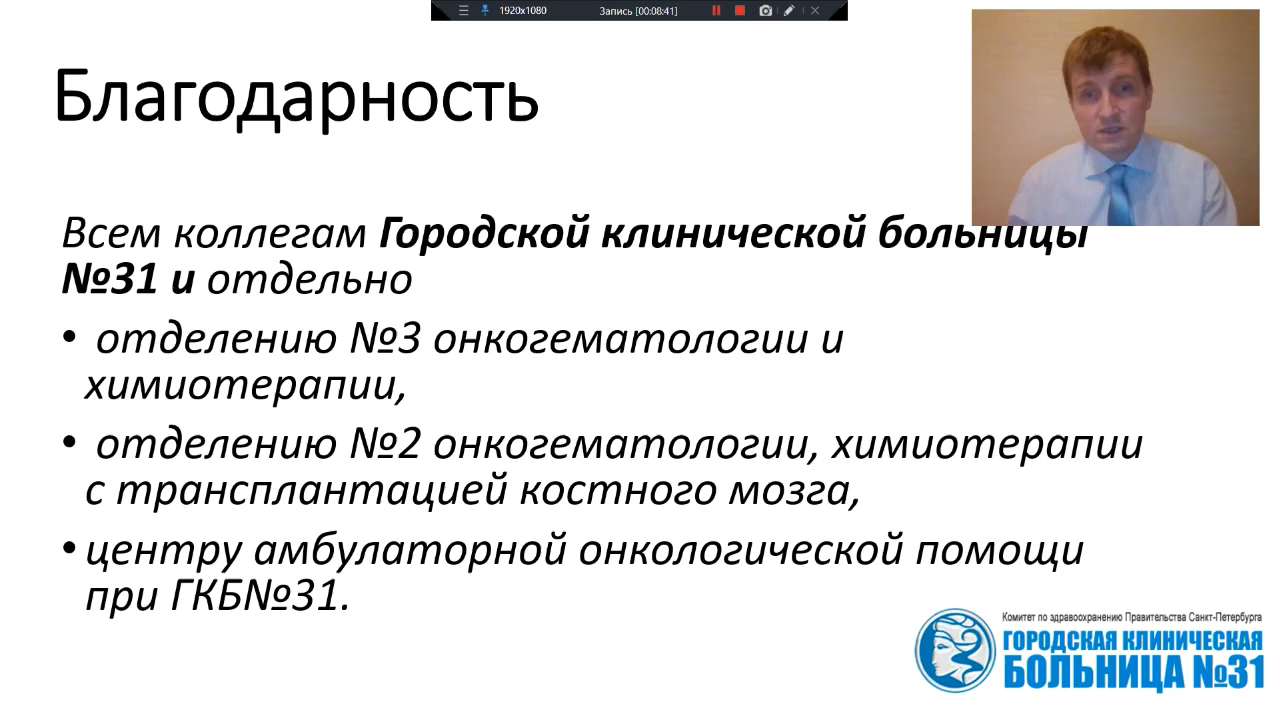 1920x1080 Запись [00:08:41]
Благодарность
Всем коллегам Городской клинической больницы
№31 и отдельно
• отделению №3 онкогематологии и
химиотерапии,
• отделению №2 онкогематологии, химиотерапии
с трансплантацией костного мозга,
• центру амбулаторной онкологической помощи
при ГКБ№31.
Комитет по здравоохранению Правительства Санкт-Петербурга
ГОРОДСКАЯ КЛИНИЧЕСКАЯ
БОЛЬНИЦА №31